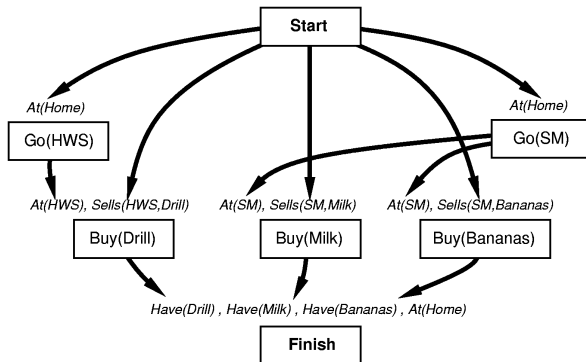 Start
At(Home)
At(Home)
Go(HWS)
Go(SM)
At(HWS), Sells(HWS,Drill)
At(SM), Sells(SM,Milk)
At(SM), Sells(SM,Bananas)
Buy(Drill)
Buy(Milk)
Buy(Bananas)
Have(Drill) , Have(Milk) , Have(Bananas) , At(Home)
Finish